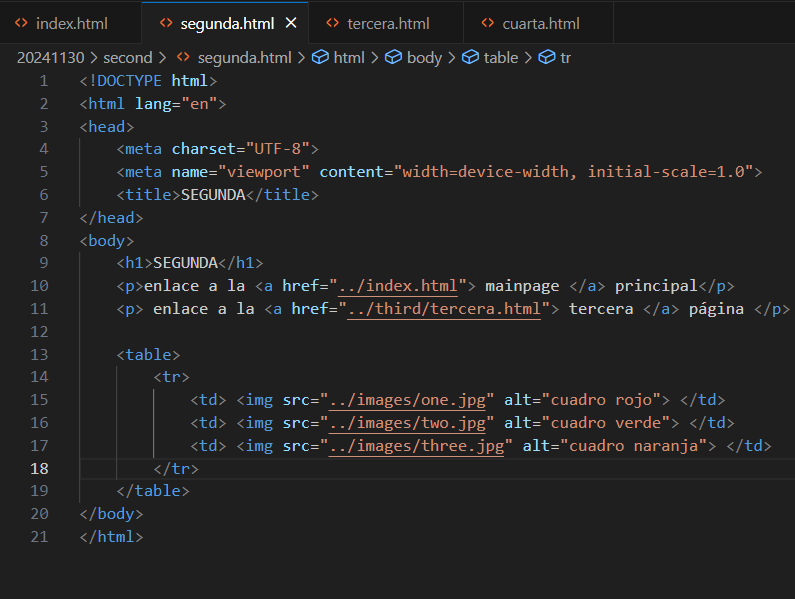 index.html segunda.html tercera.html cuarta.html
20241130 > second > segunda.html > html > body > table > tr
1 <!DOCTYPE html>
2 <html lang="en">
3 <head>
4 <meta charset="UTF-8">
5 <meta name="viewport" content="width=device-width, initial-scale=1.0">
6 <title>SEGUNDA</title>
7 </head>
8 <body>
9 <h1>SEGUNDA</h1>
10 <p>enlace a la <a href="../index.html"> mainpage </a> principal</p>
11 <p> enlace a la <a href="../third/tercera.html"> tercera </a> página </p>
12
13 <table>
14 <tr>
15 <td> <img src="../images/one.jpg" alt="cuadro rojo"> </td>
16 <td> <img src="../images/two.jpg" alt="cuadro verde"> </td>
17 <td> <img src="../images/three.jpg" alt="cuadro naranja"> </td>
18 </tr>
19 </table>
20 </body>
21 </html>